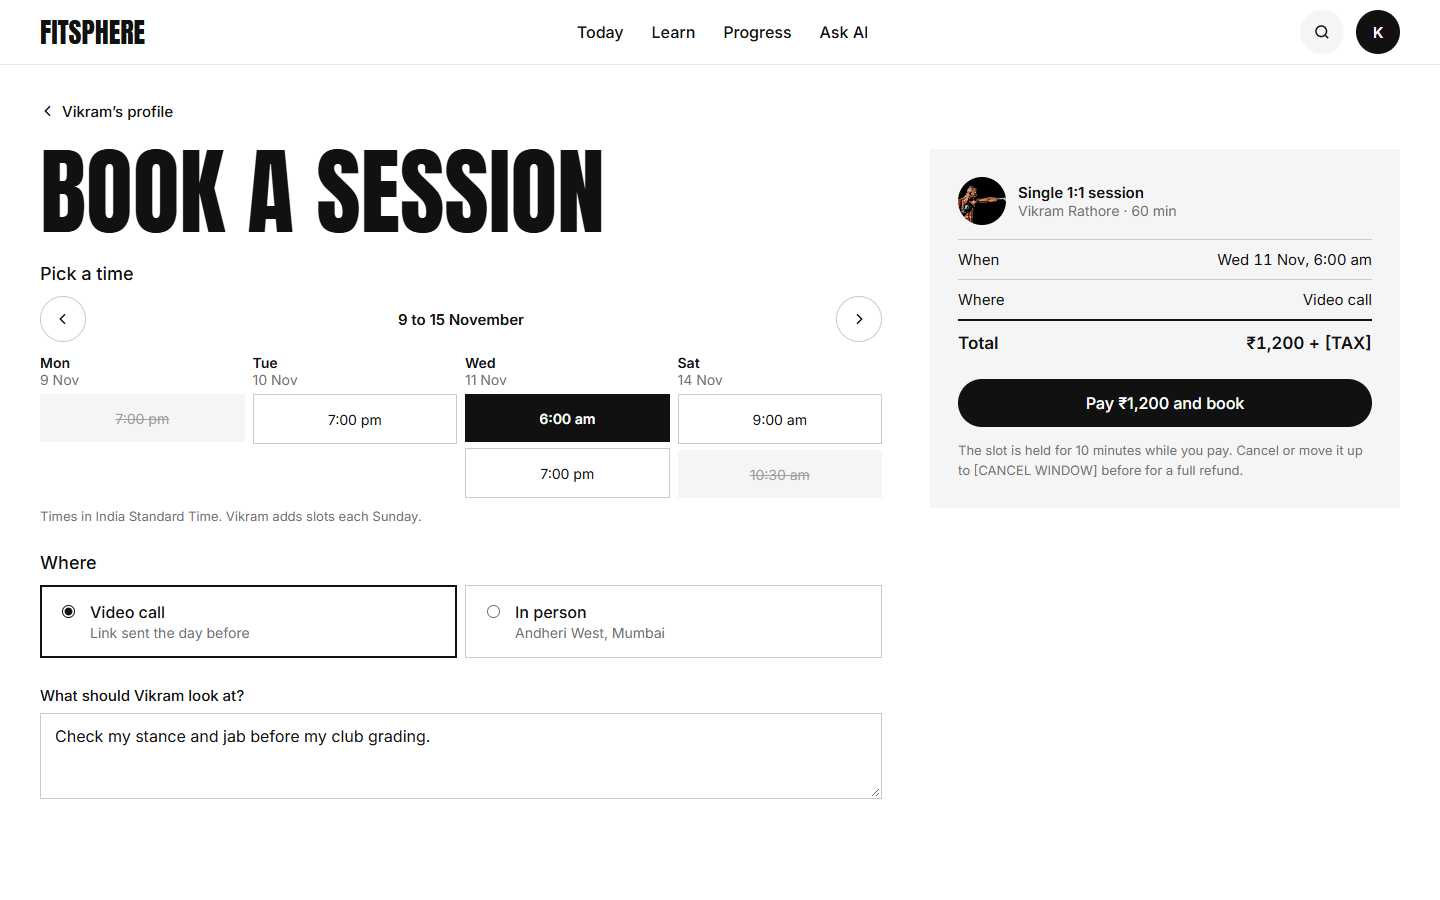 FITSPHERE
Today Learn Progress Ask AI
K
Vikram’s profile
BOOK A SESSION
Pick a time
9 to 15 November
Mon
9 Nov
7:00 pm
Tue
10 Nov
7:00 pm
Wed
11 Nov
6:00 am
7:00 pm
Sat
14 Nov
9:00 am
10:30 am
Times in India Standard Time. Vikram adds slots each Sunday.
Where
Video call
Link sent the day before
In person
Andheri West, Mumbai
What should Vikram look at?
Check my stance and jab before my club grading.
Single 1:1 session
Vikram Rathore · 60 min
When Wed 11 Nov, 6:00 am
Where Video call
Total ₹1,200 + [TAX]
Pay ₹1,200 and book
The slot is held for 10 minutes while you pay. Cancel or move it up
to [CANCEL WINDOW] before for a full refund.